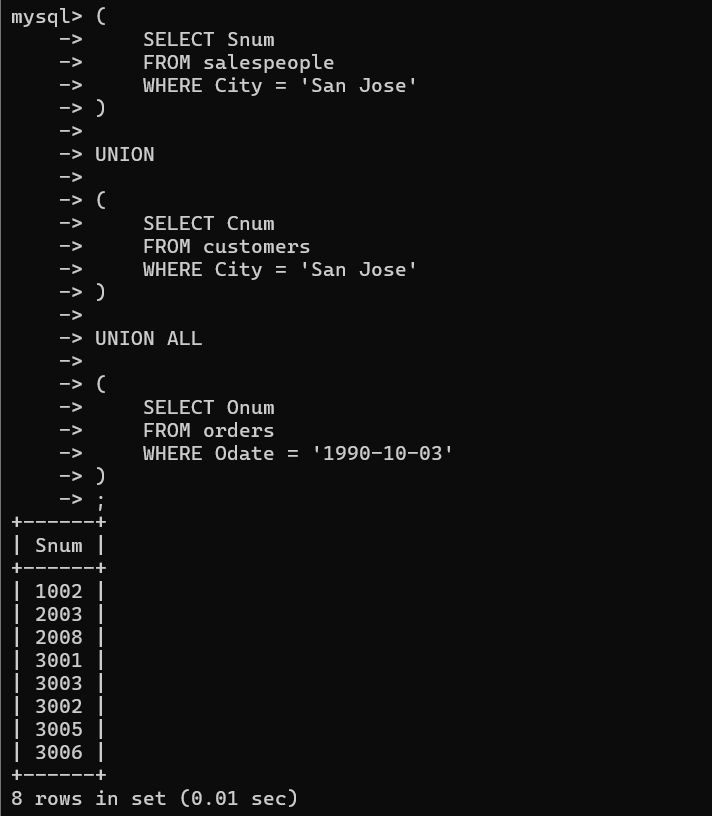 mysql> (
    ->     SELECT Snum
    ->     FROM salespeople
    ->     WHERE City = 'San Jose'
    -> )
    ->
    -> UNION
    ->
    -> (
    ->     SELECT Cnum
    ->     FROM customers
    ->     WHERE City = 'San Jose'
    -> )
    ->
    -> UNION ALL
    ->
    -> (
    ->     SELECT Onum
    ->     FROM orders
    ->     WHERE Odate = '1990-10-03'
    -> )
    -> ;
+------+
| Snum |
+------+
| 1002 |
| 2003 |
| 2008 |
| 3001 |
| 3003 |
| 3002 |
| 3005 |
| 3006 |
+------+
8 rows in set (0.01 sec)